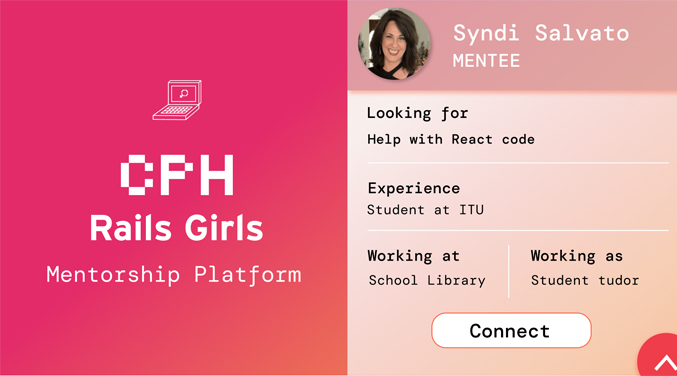 CPH
Rails Girls
Mentorship Platform
Syndi Salvato
MENTEE
Looking for
Help with React code
Experience
Student at ITU
Working at
School Library
Working as
Student tudor
Connect